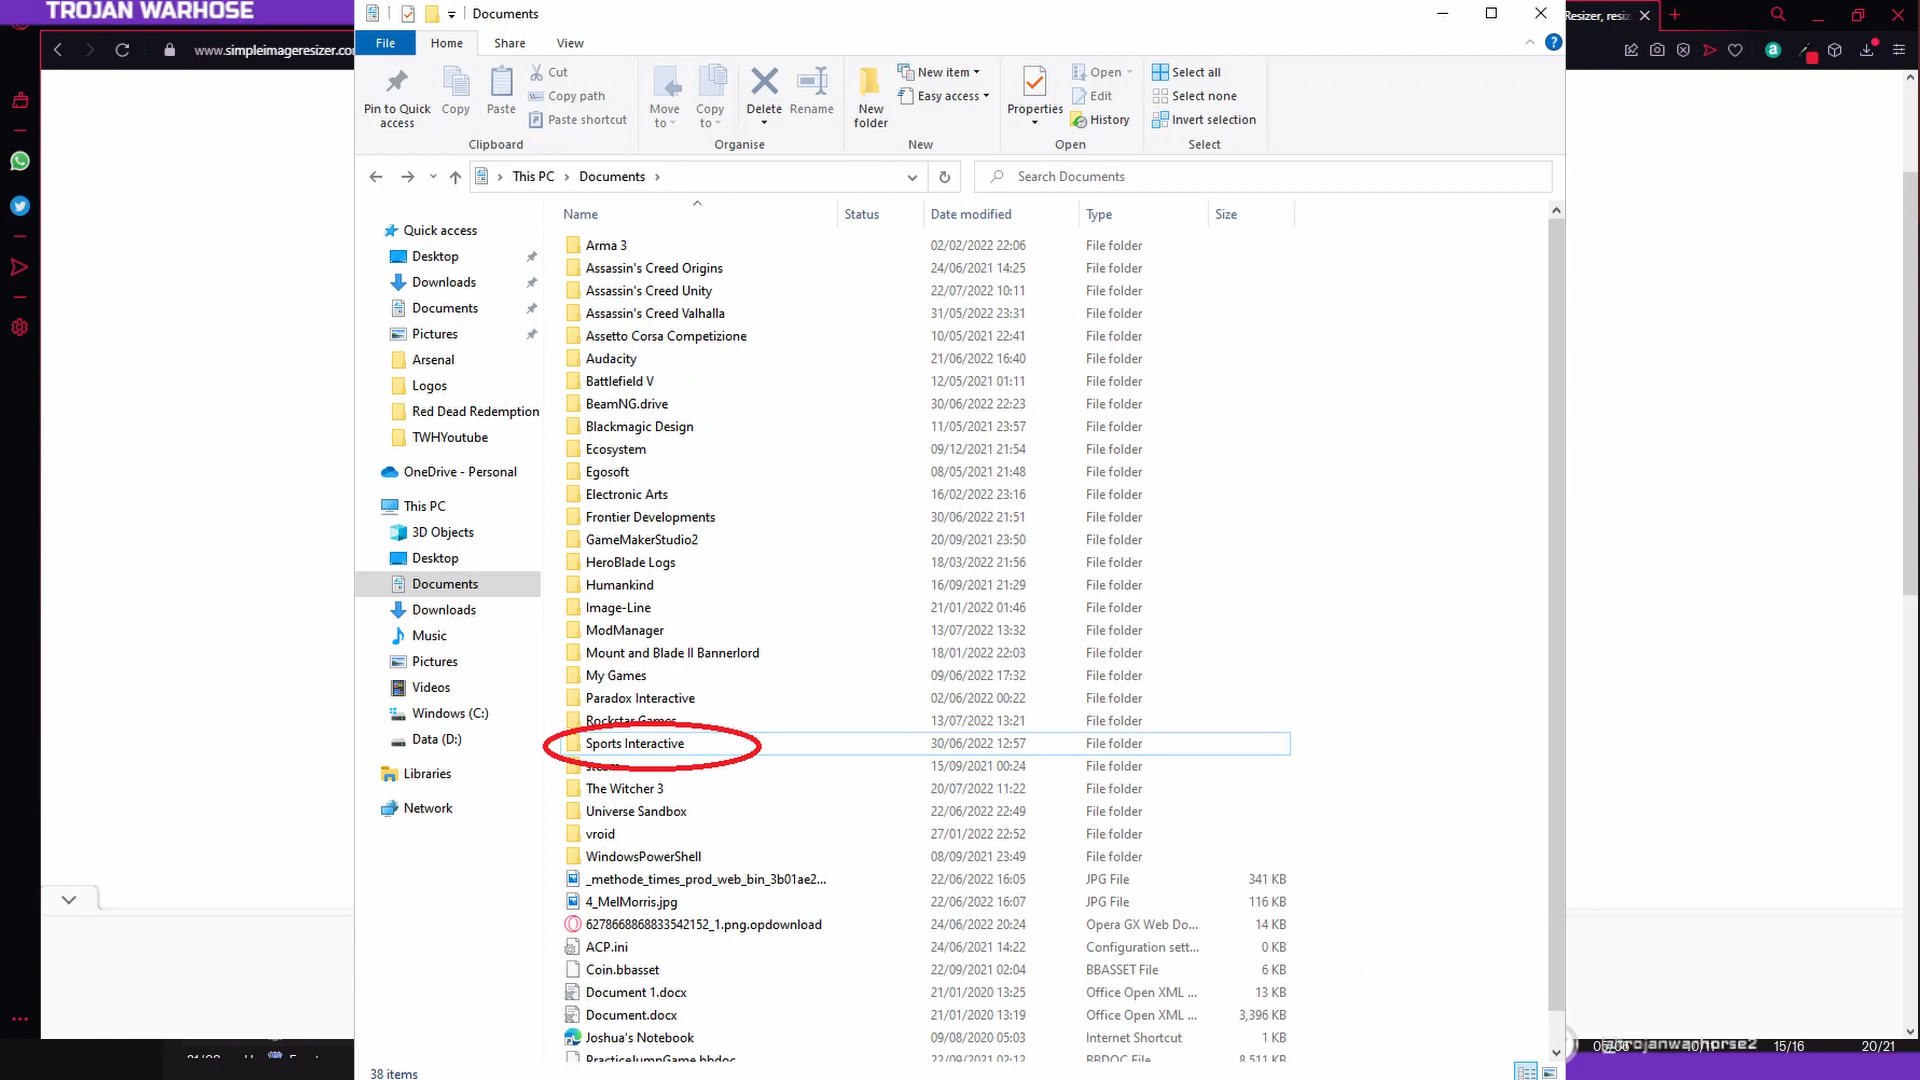 TROJAN WARHOSE
Documents
Resizer, resiz
www.simpleimageresizer.co
File Home Share View
Pin to Quick access
Copy
Paste
Cut
Copy path
Paste shortcut
Move to
Copy to
Delete
Rename
New folder
New item
Easy access
Properties
Open
Edit
History
Select all
Select none
Invert selection
Clipboard Organise New Open Select
This PC Documents
Search Documents
Name Status Date modified Type Size
Quick access
Desktop
Downloads
Documents
Pictures
Arsenal
Logos
Red Dead Redemption
TWHYoutube
OneDrive - Personal
This PC
3D Objects
Desktop
Documents
Downloads
Music
Pictures
Videos
Windows (C:)
Data (D:)
Libraries
Network
Arma 3 02/02/2022 22:06 File folder
Assassin's Creed Origins 24/06/2021 14:25 File folder
Assassin's Creed Unity 22/07/2022 10:11 File folder
Assassin's Creed Valhalla 31/05/2022 23:31 File folder
Assetto Corsa Competizione 10/05/2021 22:41 File folder
Audacity 21/06/2022 16:40 File folder
Battlefield V 12/05/2021 01:11 File folder
BeamNG.drive 30/06/2022 22:23 File folder
Blackmagic Design 11/05/2021 23:57 File folder
Ecosystem 09/12/2021 21:54 File folder
Egosoft 08/05/2021 21:48 File folder
Electronic Arts 16/02/2022 23:16 File folder
Frontier Developments 30/06/2022 21:51 File folder
GameMakerStudio2 20/09/2021 23:50 File folder
HeroBlade Logs 18/03/2022 21:56 File folder
Humankind 16/09/2021 21:29 File folder
Image-Line 21/01/2022 01:46 File folder
ModManager 13/07/2022 13:32 File folder
Mount and Blade II Bannerlord 18/01/2022 22:03 File folder
My Games 09/06/2022 17:32 File folder
Paradox Interactive 02/06/2022 00:22 File folder
Rockstar Games 13/07/2022 13:21 File folder
Sports Interactive 30/06/2022 12:57 File folder
15/09/2021 00:24 File folder
The Witcher 3 20/07/2022 11:22 File folder
Universe Sandbox 22/06/2022 22:49 File folder
vroid 27/01/2022 22:52 File folder
WindowsPowerShell 08/09/2021 23:49 File folder
_methode_times_prod_web_bin_3b01ae2... 22/06/2022 16:05 JPG File 341 KB
4_MelMorris.jpg 22/06/2022 16:07 JPG File 116 KB
6278668868833542152_1.png.opdownload 24/06/2022 20:24 Opera GX Web Do... 14 KB
ACP.ini 24/06/2021 14:22 Configuration sett... 0 KB
Coin.bbasset 22/09/2021 02:04 BBASSET File 6 KB
Document 1.docx 21/01/2020 13:25 Office Open XML ... 13 KB
Document.docx 21/01/2020 13:19 Office Open XML ... 3,396 KB
Joshua's Notebook 09/08/2020 05:03 Internet Shortcut 1 KB
PracticeJumpGame.bbdoc 22/09/2021 02:12 BBDOC File 8,511 KB
38 items
@trojanwarhorse2
15/16 20/21